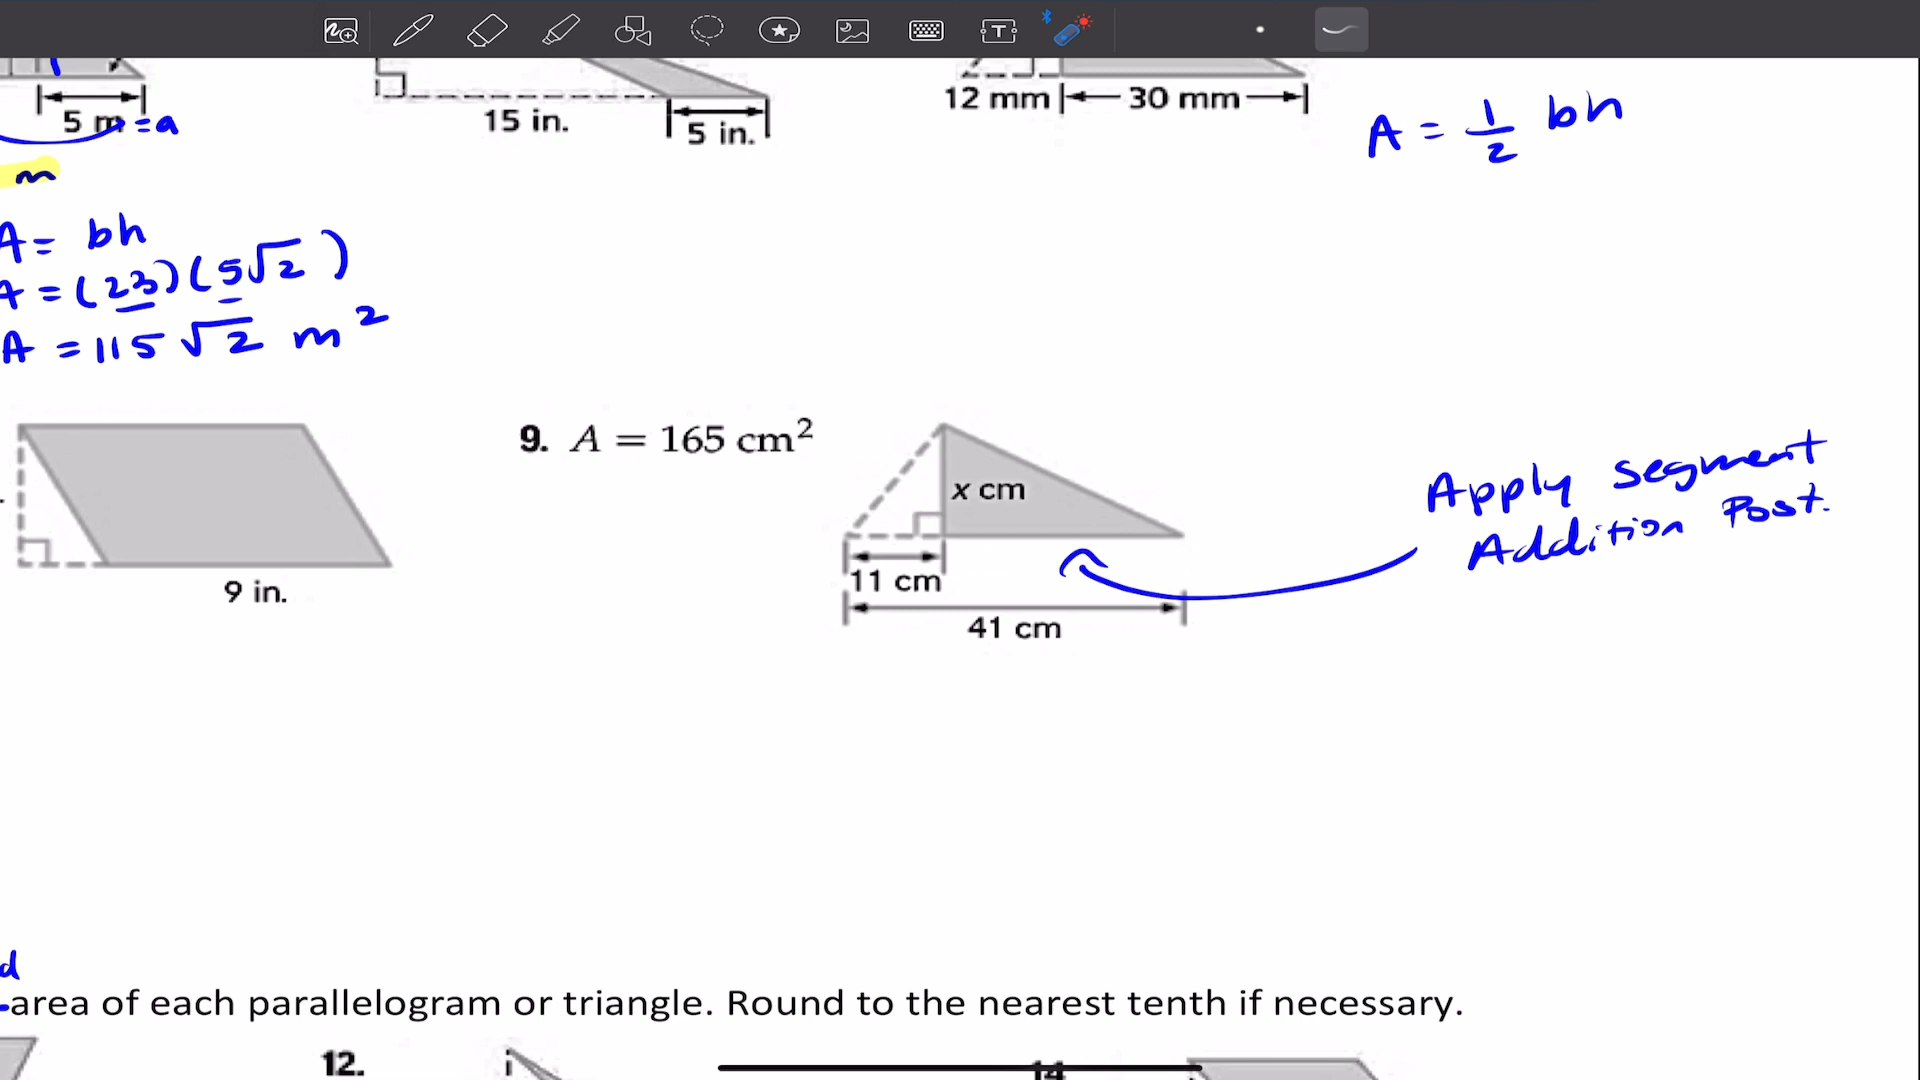 5 m = a
15 in.
5 in.
12 mm
30 mm
A = 1/2 bh
m
A = bh
A = (23)(5√2)
A = 115√2 m²
9 in.
9. A = 165 cm²
x cm
11 cm
41 cm
Apply Segment
Addition Post.
d
area of each parallelogram or triangle. Round to the nearest tenth if necessary.
12.
14